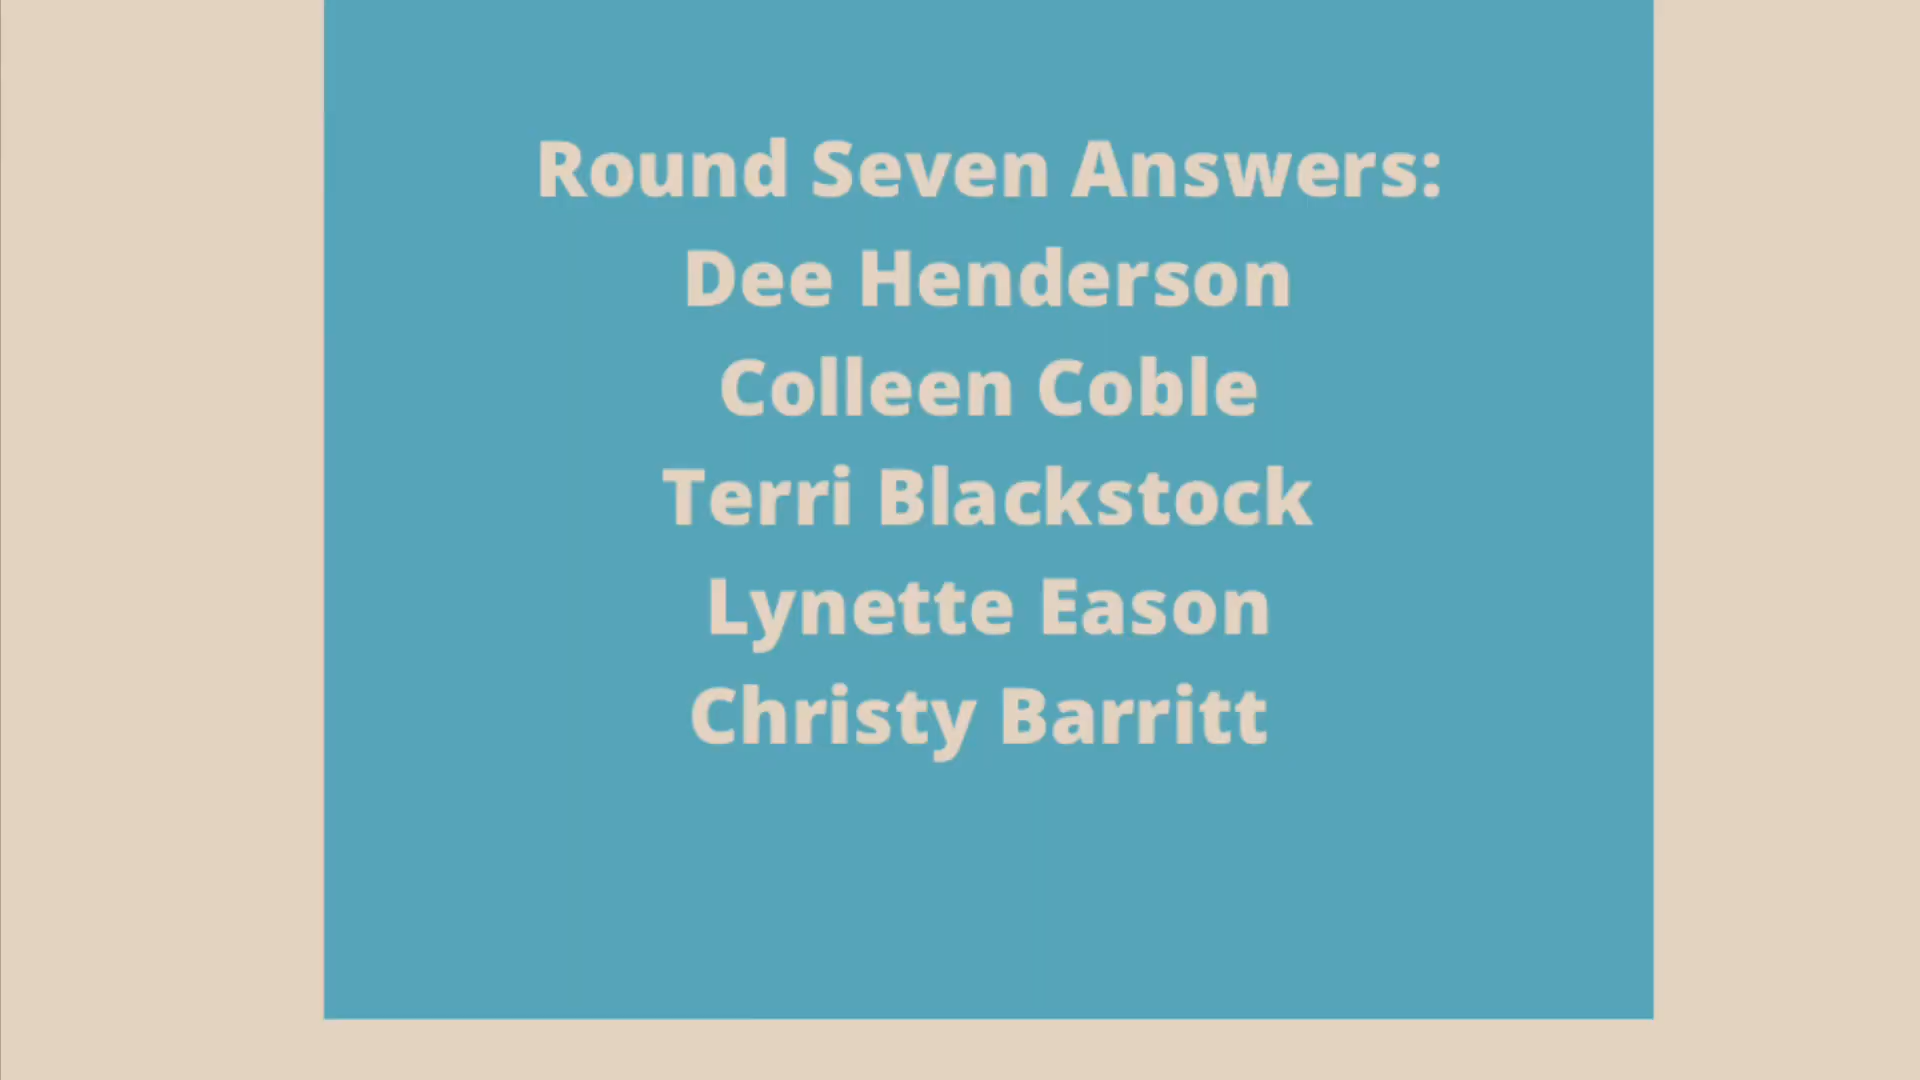 Round Seven Answers:
Dee Henderson
Colleen Coble
Terri Blackstock
Lynette Eason
Christy Barritt